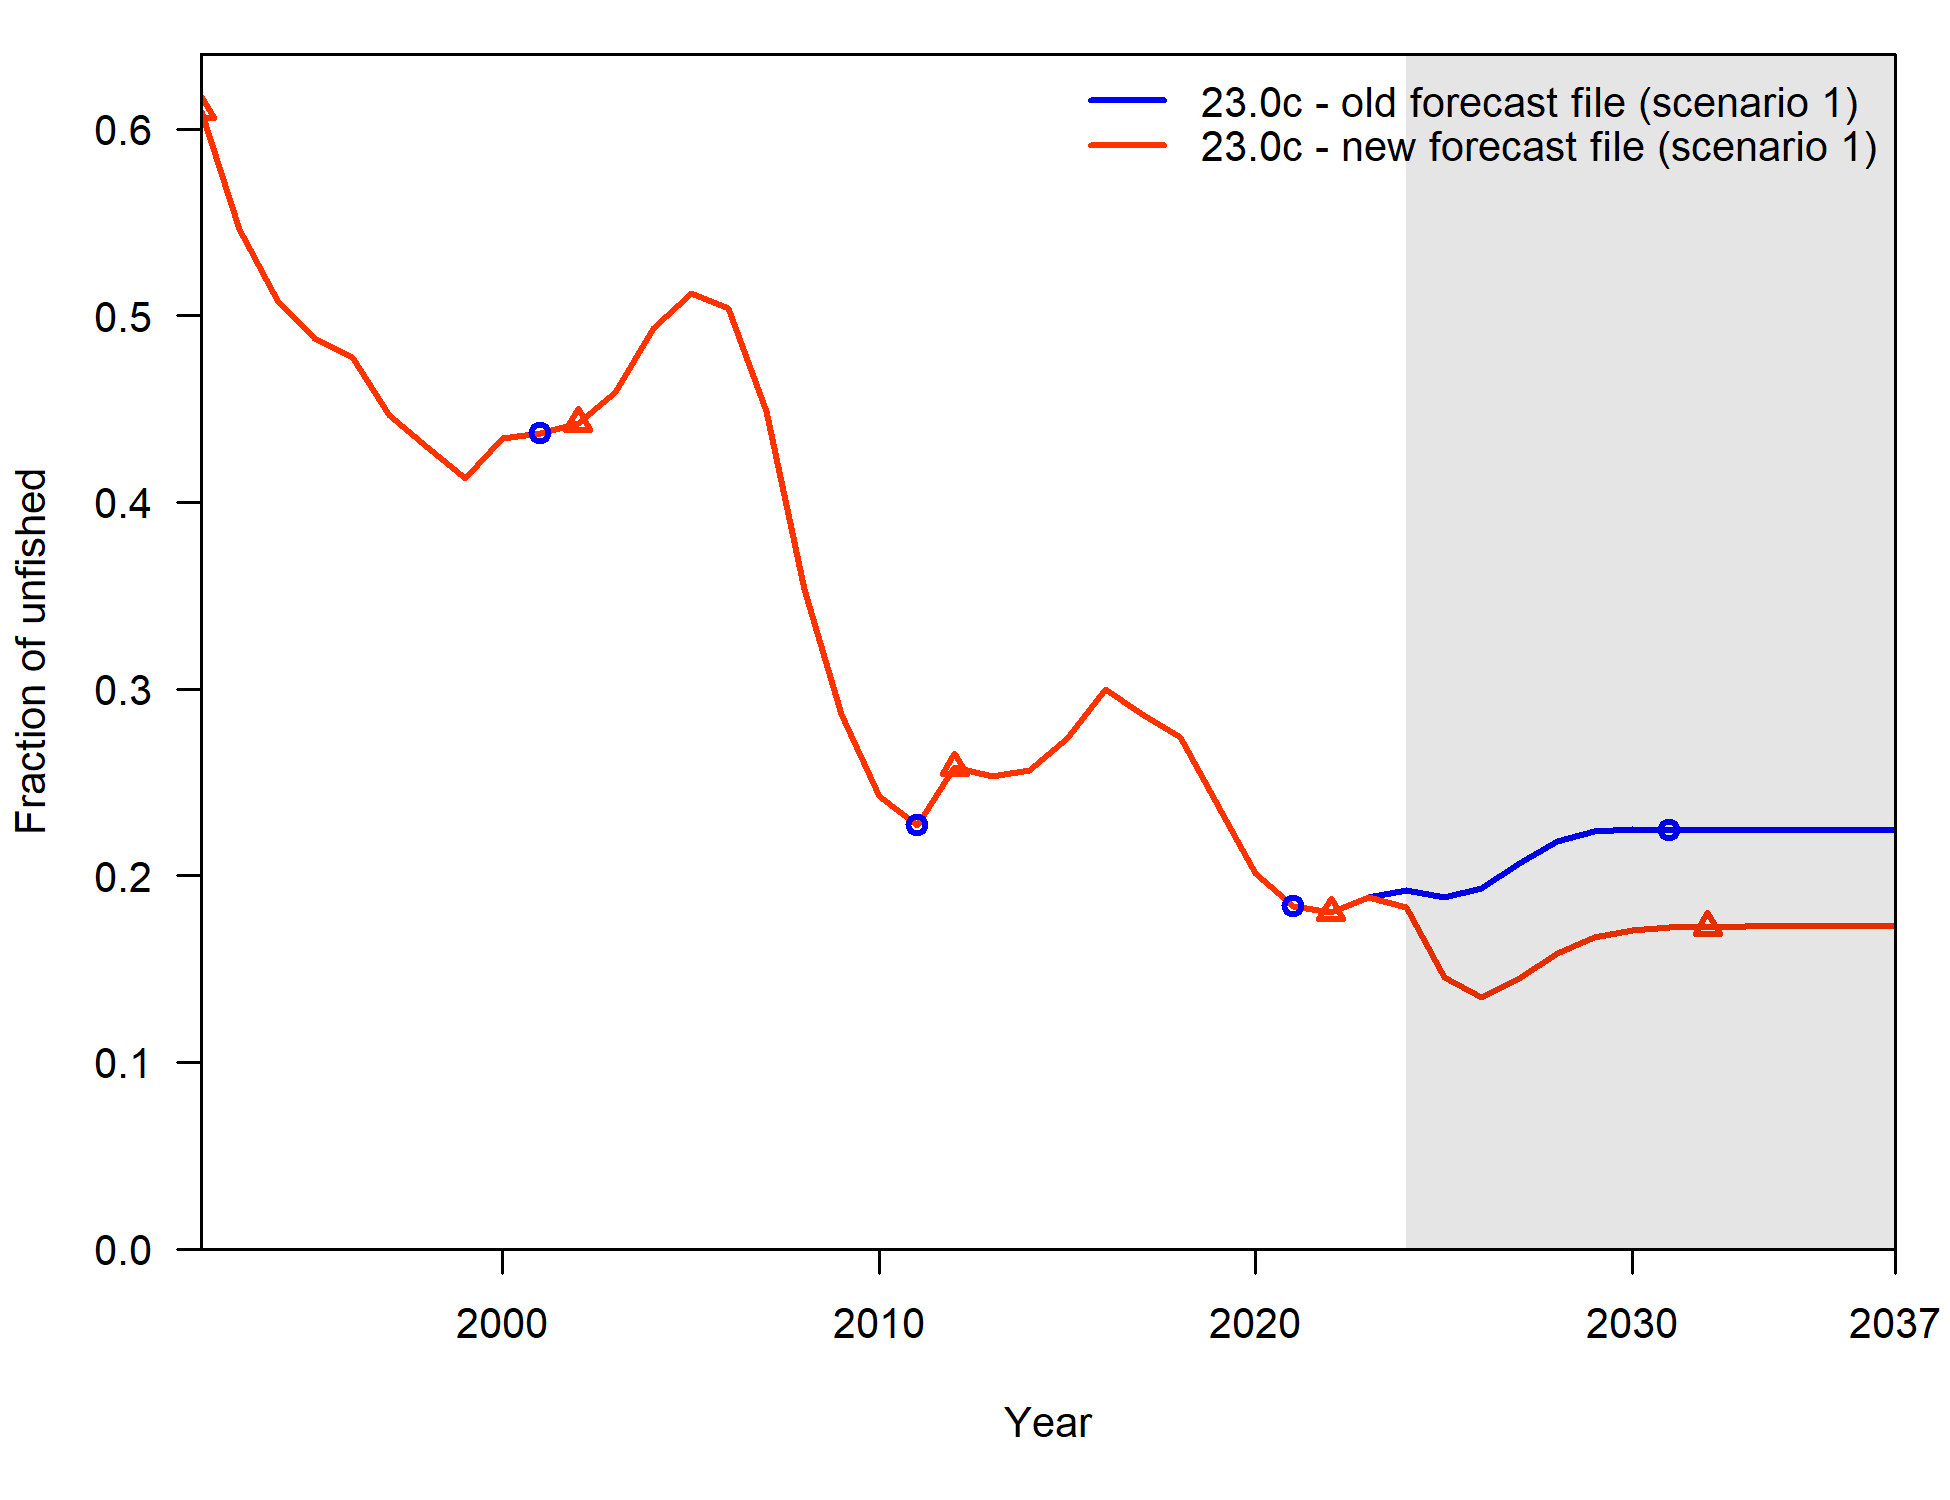 23.0c - old forecast file (scenario 1)
23.0c - new forecast file (scenario 1)
Fraction of unfished
0.6
0.5
0.4
0.3
0.2
0.1
0.0
2000 2010 2020 2030 2037
Year